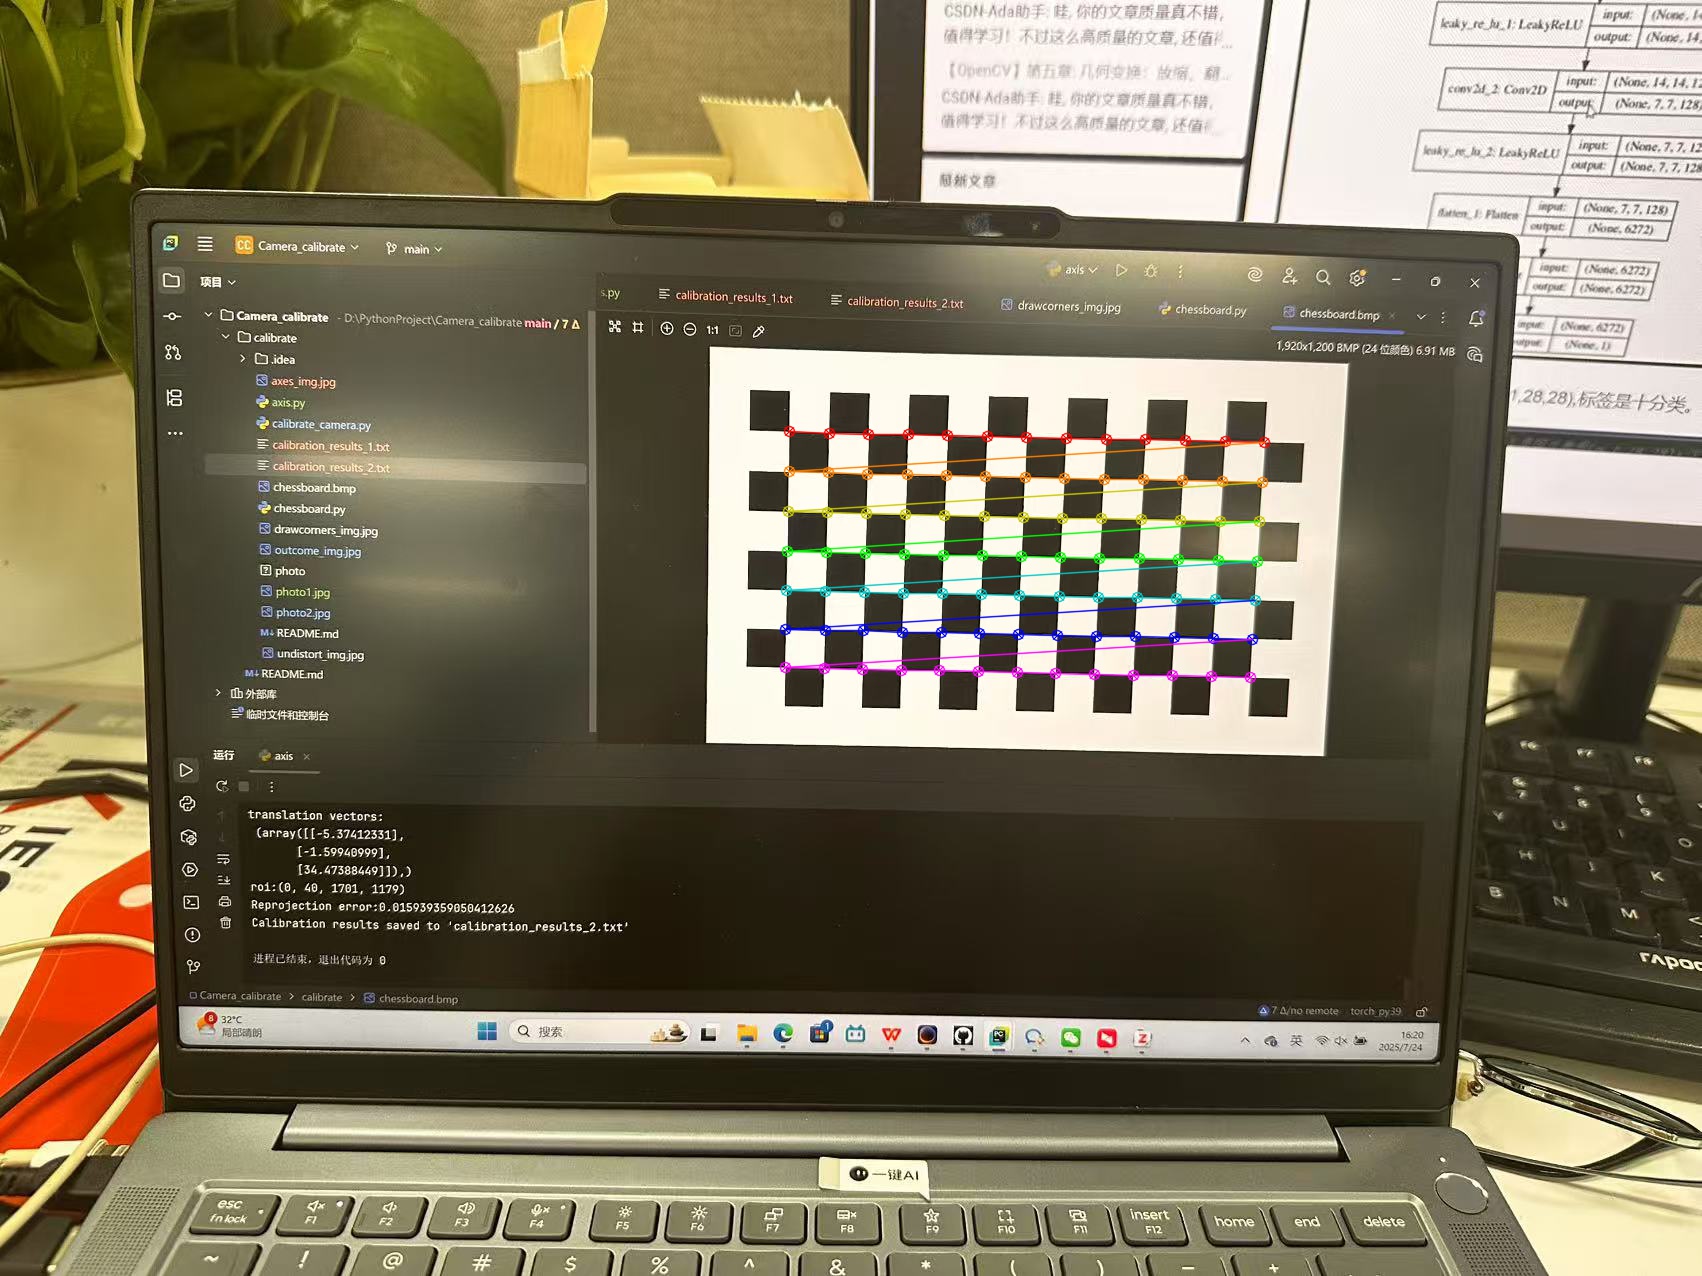 CSDN-Ada助手: 哇, 你的文章质量真不错,
值得学习！不过这么高质量的文章, 还值得...
【OpenCV】第五章: 几何变换：放缩、翻...
CSDN-Ada助手: 哇, 你的文章质量真不错,
值得学习！不过这么高质量的文章, 还值
最新文章
leaky_re_lu_1: LeakyReLU
input:
(None, 14
output:
(None, 14
conv2d_2: Conv2D
input:
(None, 14, 14, 12
output:
(None, 7, 7, 128)
leaky_re_lu_2: LeakyReLU
input:
(None, 7, 7, 12
output:
(None, 7, 7, 128
flatten_1: Flatten
input:
(None, 7, 7, 128)
output:
(None, 6272)
input:
(None, 6272)
output:
(None, 6272)
input:
(None, 6272)
output:
(None, 1)
1,28,28),标签是十分类。
CC Camera_calibrate
main
axis
项目
s.py
calibration_results_1.txt
calibration_results_2.txt
drawcorners_img.jpg
chessboard.py
chessboard.bmp
1:1
1,920x1,200 BMP (24 位颜色) 6.91 MB
Camera_calibrate - D:\PythonProject\Camera_calibrate main / 7 Δ
calibrate
.idea
axes_img.jpg
axis.py
calibrate_camera.py
calibration_results_1.txt
calibration_results_2.txt
chessboard.bmp
chessboard.py
drawcorners_img.jpg
outcome_img.jpg
photo
photo1.jpg
photo2.jpg
M↓ README.md
undistort_img.jpg
M↓ README.md
外部库
临时文件和控制台
运行
axis
translation vectors:
(array([[-5.37412331],
[-1.59940999],
[34.47388449]]),)
roi:(0, 40, 1701, 1179)
Reprojection error:0.015939359050412626
Calibration results saved to 'calibration_results_2.txt'
进程已结束，退出代码为 0
Camera_calibrate > calibrate > chessboard.bmp
7 Δ/no remote
torch_py39
8
32°C
局部晴朗
搜索
英
16:20
2025/7/24
一键AI
esc
fn lock
F1
F2
F3
F4
F5
F6
F7
F8
F9
F10
F11
insert
F12
home
end
delete
~ ! @ # $ % ^ & * ( ) _ +
F6 F7 F8
Y U
H J K
B N M
rapoo